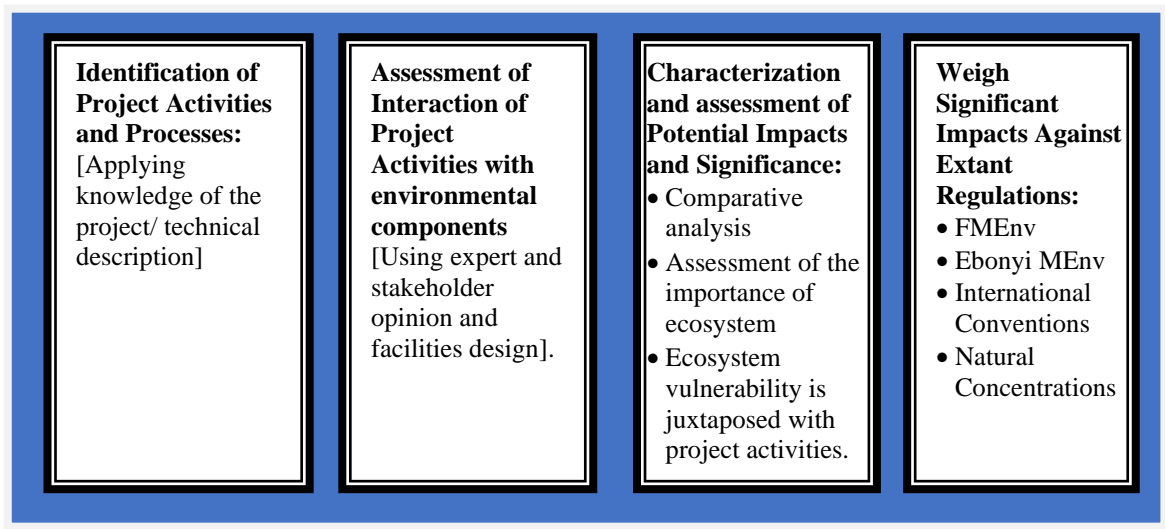 Identification of
Project Activities
and Processes:
[Applying
knowledge of the
project/ technical
description]
Assessment of
Interaction of
Project
Activities with
environmental
components
[Using expert and
stakeholder
opinion and
facilities design].
Characterization
and assessment of
Potential Impacts
and Significance:
• Comparative
analysis
• Assessment of the
importance of
ecosystem
• Ecosystem
vulnerability is
juxtaposed with
project activities.
Weigh
Significant
Impacts Against
Extant
Regulations:
• FMEnv
• Ebonyi MEnv
• International
Conventions
• Natural
Concentrations